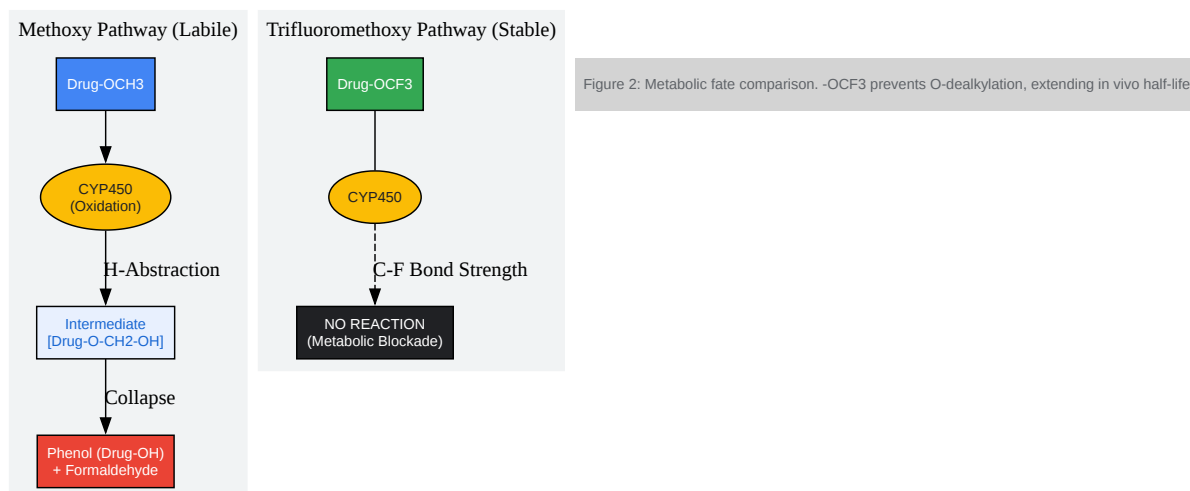 Methoxy Pathway (Labile)
Drug-OCH3
CYP450
(Oxidation)
H-Abstraction
Intermediate
[Drug-O-CH2-OH]
Collapse
Phenol (Drug-OH)
+ Formaldehyde
Trifluoromethoxy Pathway (Stable)
Drug-OCF3
CYP450
C-F Bond Strength
NO REACTION
(Metabolic Blockade)
Figure 2: Metabolic fate comparison. -OCF3 prevents O-dealkylation, extending in vivo half-life